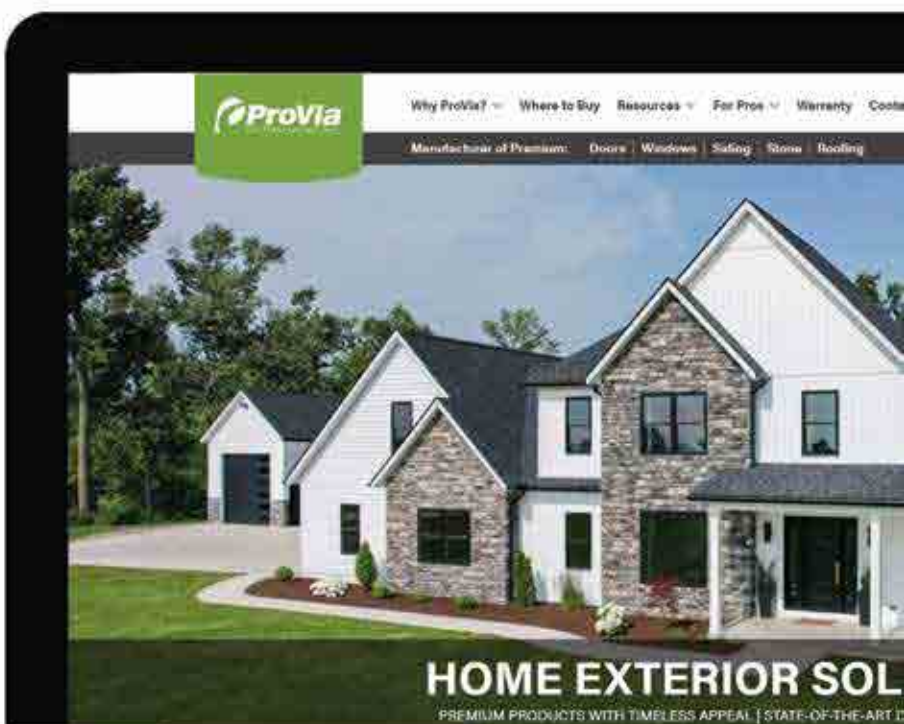 ProVia
Why ProVia? Where to Buy Resources For Pros Warranty Conta
Manufacturer of Premium: Doors | Windows | Siding | Stone | Roofing
HOME EXTERIOR SOL
PREMIUM PRODUCTS WITH TIMELESS APPEAL | STATE-OF-THE-ART D